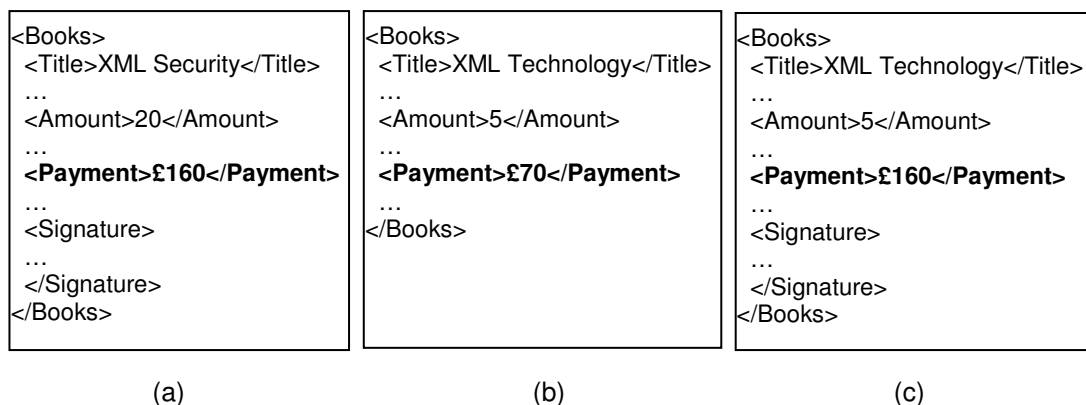 <Books>
<Title>XML Security</Title>
…
<Amount>20</Amount>
…
<Payment>£160</Payment>
…
<Signature>
…
</Signature>
</Books>
(a)
<Books>
<Title>XML Technology</Title>
…
<Amount>5</Amount>
…
<Payment>£70</Payment>
…
</Books>
(b)
<Books>
<Title>XML Technology</Title>
…
<Amount>5</Amount>
…
<Payment>£160</Payment>
…
<Signature>
…
</Signature>
</Books>
(c)